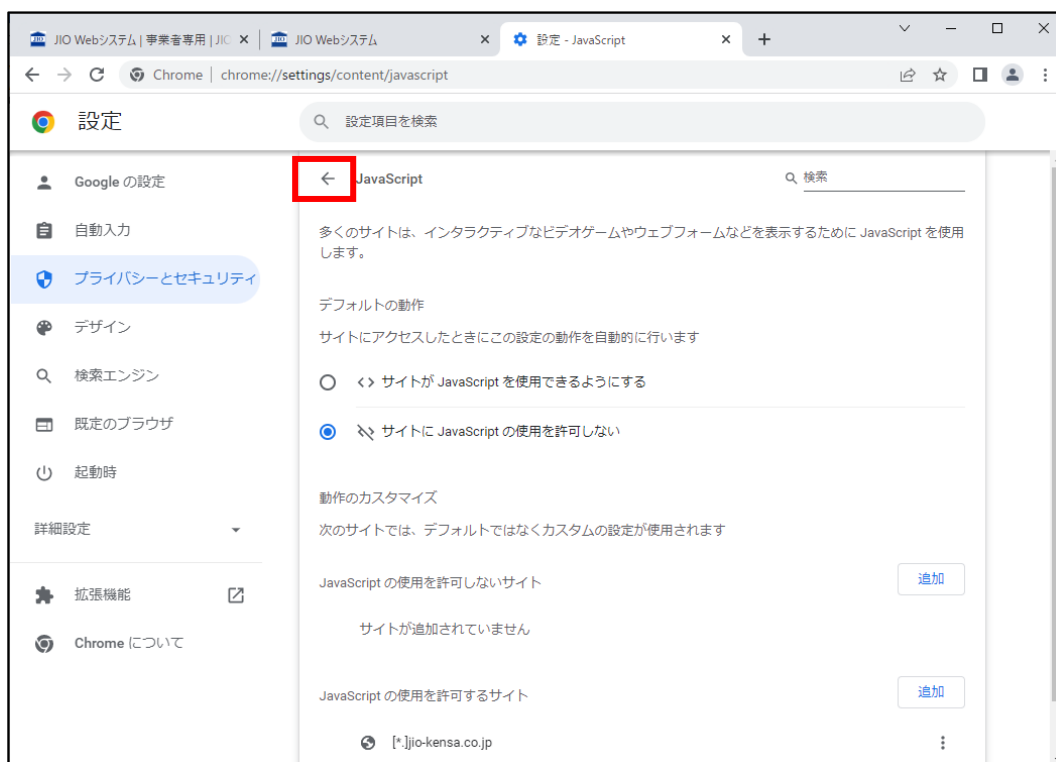 JIO Webシステム | 事業者専用 | JIC
JIO Webシステム
設定 - JavaScript
Chrome | chrome://settings/content/javascript
設定
設定項目を検索
Google の設定
自動入力
プライバシーとセキュリティ
デザイン
検索エンジン
既定のブラウザ
起動時
詳細設定
拡張機能
Chrome について
JavaScript
検索
多くのサイトは、インタラクティブなビデオゲームやウェブフォームなどを表示するために JavaScript を使用
します。
デフォルトの動作
サイトにアクセスしたときにこの設定の動作を自動的に行います
サイトが JavaScript を使用できるようにする
サイトに JavaScript の使用を許可しない
動作のカスタマイズ
次のサイトでは、デフォルトではなくカスタムの設定が使用されます
JavaScript の使用を許可しないサイト
追加
サイトが追加されていません
JavaScript の使用を許可するサイト
追加
[*.]jio-kensa.co.jp